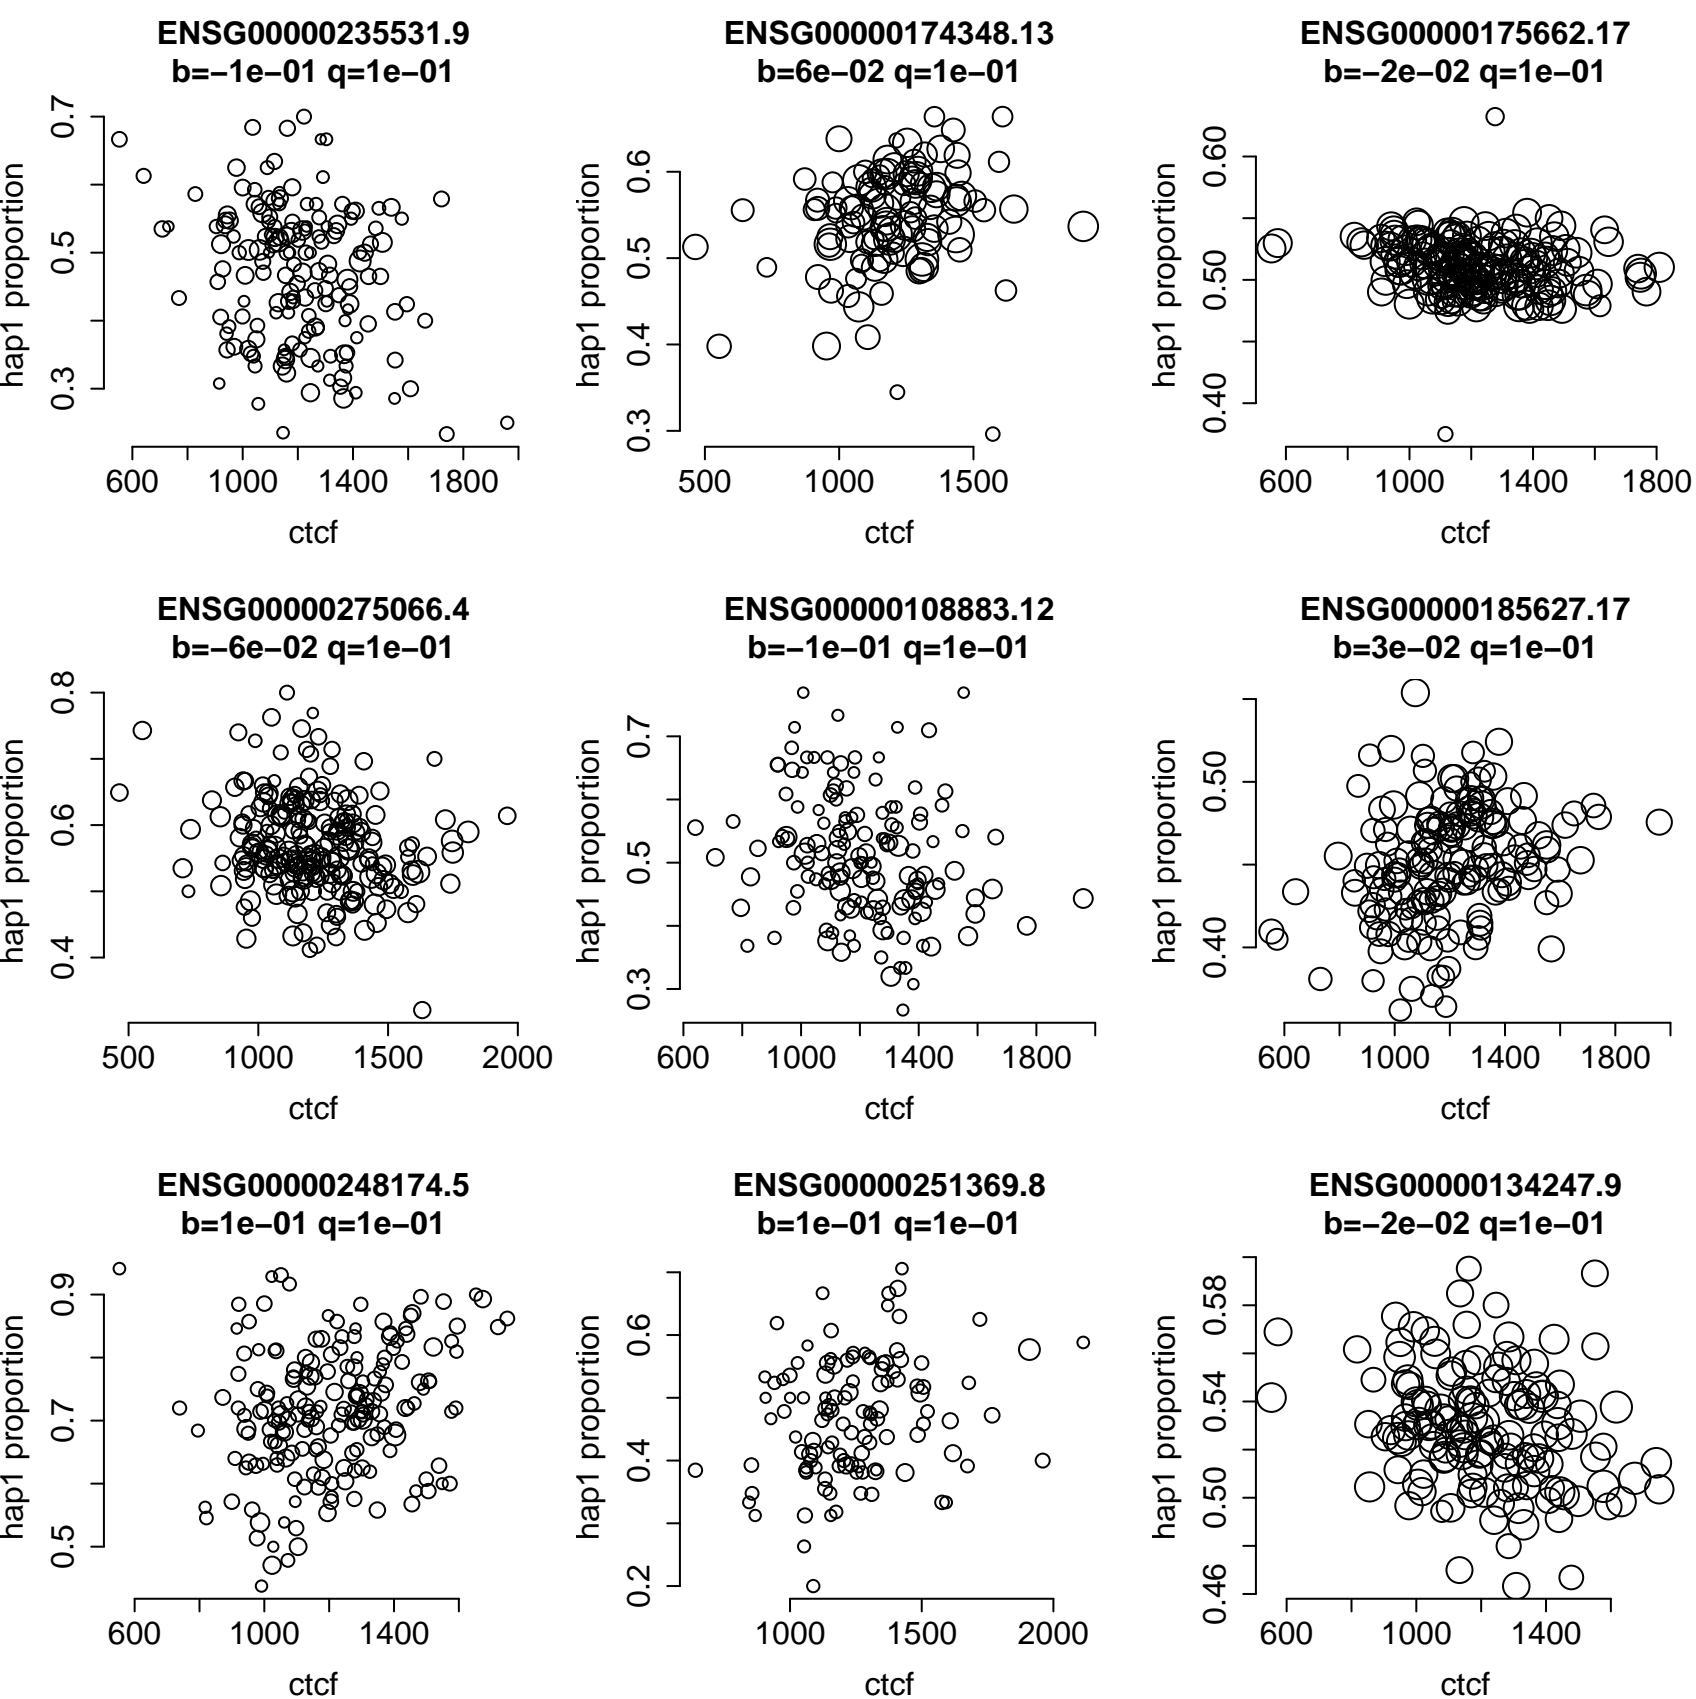 ENSG00000235531.9
b=−1e−01 q=1e−01
hap1 proportion
0.7
0.5
0.3
600 1000 1400 1800
ctcf
ENSG00000174348.13
b=6e−02 q=1e−01
hap1 proportion
0.6
0.5
0.4
0.3
500 1000 1500
ctcf
ENSG00000175662.17
b=−2e−02 q=1e−01
hap1 proportion
0.60
0.50
0.40
600 1000 1400 1800
ctcf
ENSG00000275066.4
b=−6e−02 q=1e−01
hap1 proportion
0.8
0.6
0.4
500 1000 1500 2000
ctcf
ENSG00000108883.12
b=−1e−01 q=1e−01
hap1 proportion
0.7
0.5
0.3
600 1000 1400 1800
ctcf
ENSG00000185627.17
b=3e−02 q=1e−01
hap1 proportion
0.50
0.40
600 1000 1400 1800
ctcf
ENSG00000248174.5
b=1e−01 q=1e−01
hap1 proportion
0.9
0.7
0.5
600 1000 1400
ctcf
ENSG00000251369.8
b=1e−01 q=1e−01
hap1 proportion
0.6
0.4
0.2
1000 1500 2000
ctcf
ENSG00000134247.9
b=−2e−02 q=1e−01
hap1 proportion
0.58
0.54
0.50
0.46
600 1000 1400
ctcf